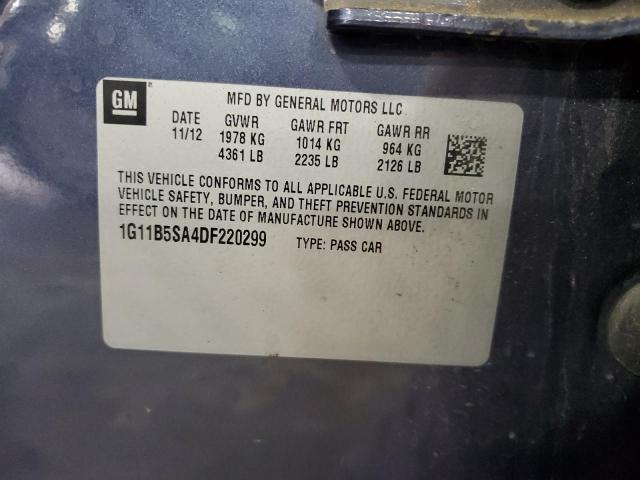 GM ®
MFD BY GENERAL MOTORS LLC
DATE GVWR GAWR FRT GAWR RR
11/12 1978 KG 1014 KG 964 KG
4361 LB 2235 LB 2126 LB
THIS VEHICLE CONFORMS TO ALL APPLICABLE U.S. FEDERAL MOTOR
VEHICLE SAFETY, BUMPER, AND THEFT PREVENTION STANDARDS IN
EFFECT ON THE DATE OF MANUFACTURE SHOWN ABOVE.
1G11B5SA4DF220299 TYPE: PASS CAR